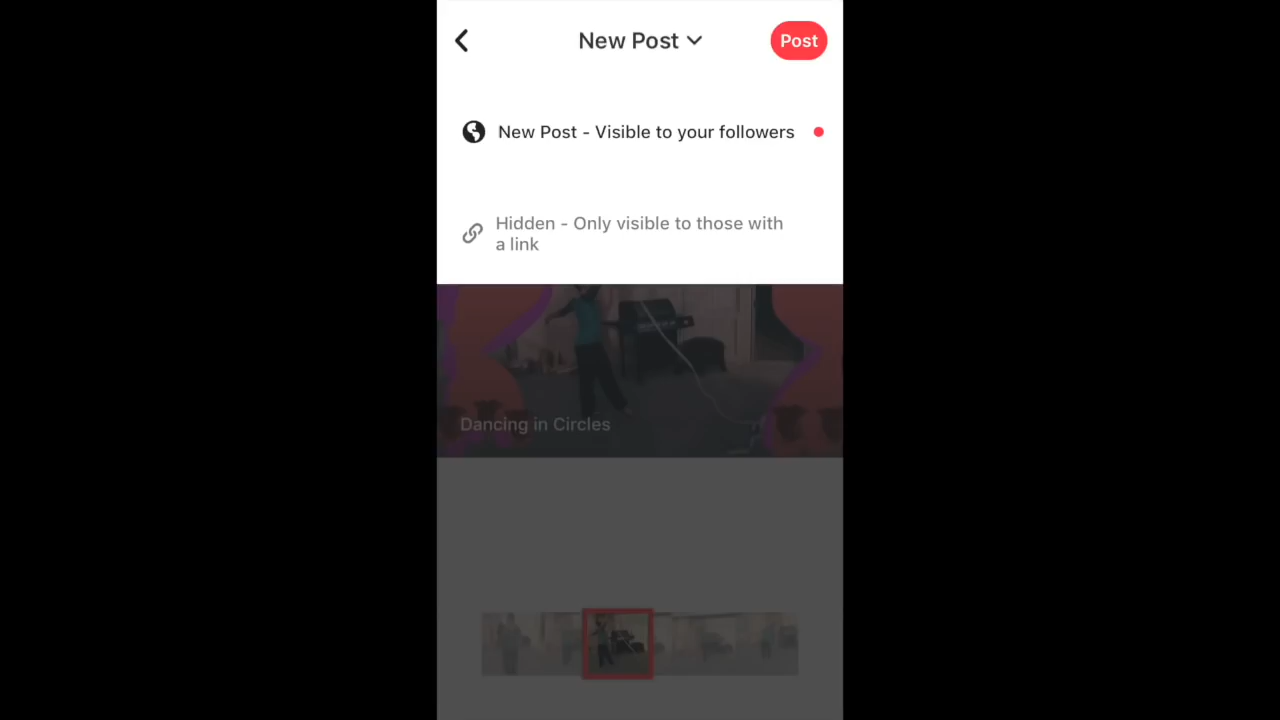 New Post
Post
New Post - Visible to your followers
Hidden - Only visible to those with
a link
Dancing in Circles